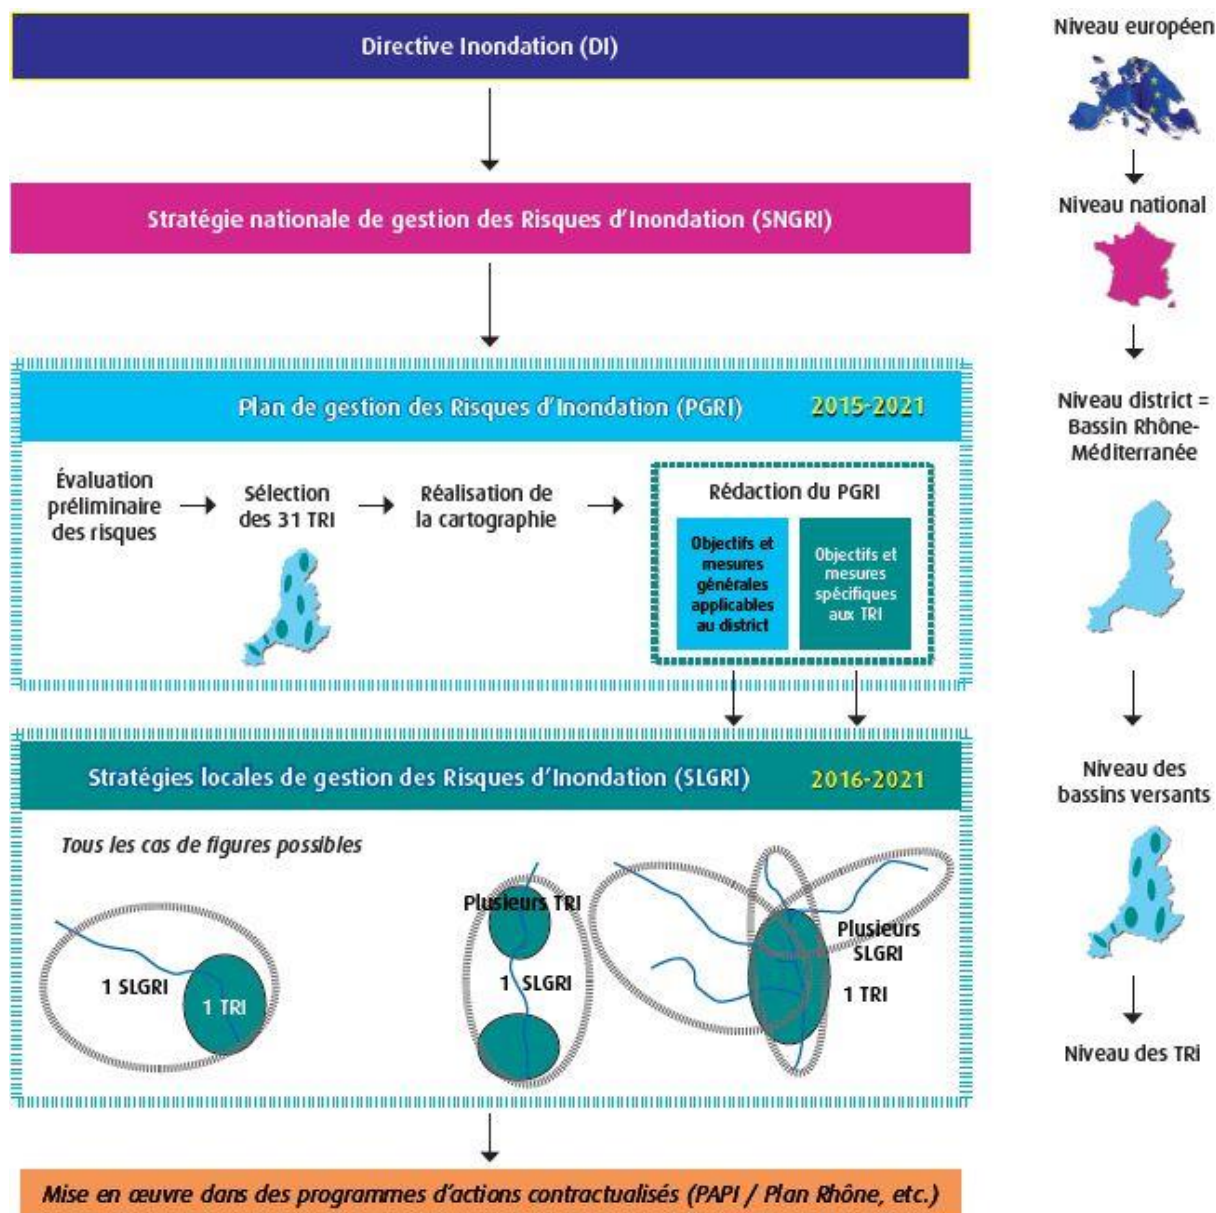 Directive Inondation (DI)
Niveau européen
Stratégie nationale de gestion des Risques d'Inondation (SNGRI)
Niveau national
Plan de gestion des Risques d'Inondation (PGRI) 2015-2021
Niveau district =
Bassin Rhône-
Méditerranée
Évaluation
préliminaire
des risques
Sélection
des 31 TRI
Réalisation de
la cartographie
Rédaction du PGRI
Objectifs et
mesures
générales
applicables
au district
Objectifs et
mesures
spécifiques
aux TRI
Stratégies locales de gestion des Risques d'Inondation (SLGRI) 2016-2021
Niveau des
bassins versants
Tous les cas de figures possibles
1 SLGRI
1 TRI
Plusieurs TRI
1 SLGRI
Plusieurs
SLGRI
1 TRI
Niveau des TRi
Mise en œuvre dans des programmes d'actions contractualisés (PAPI / Plan Rhône, etc.)